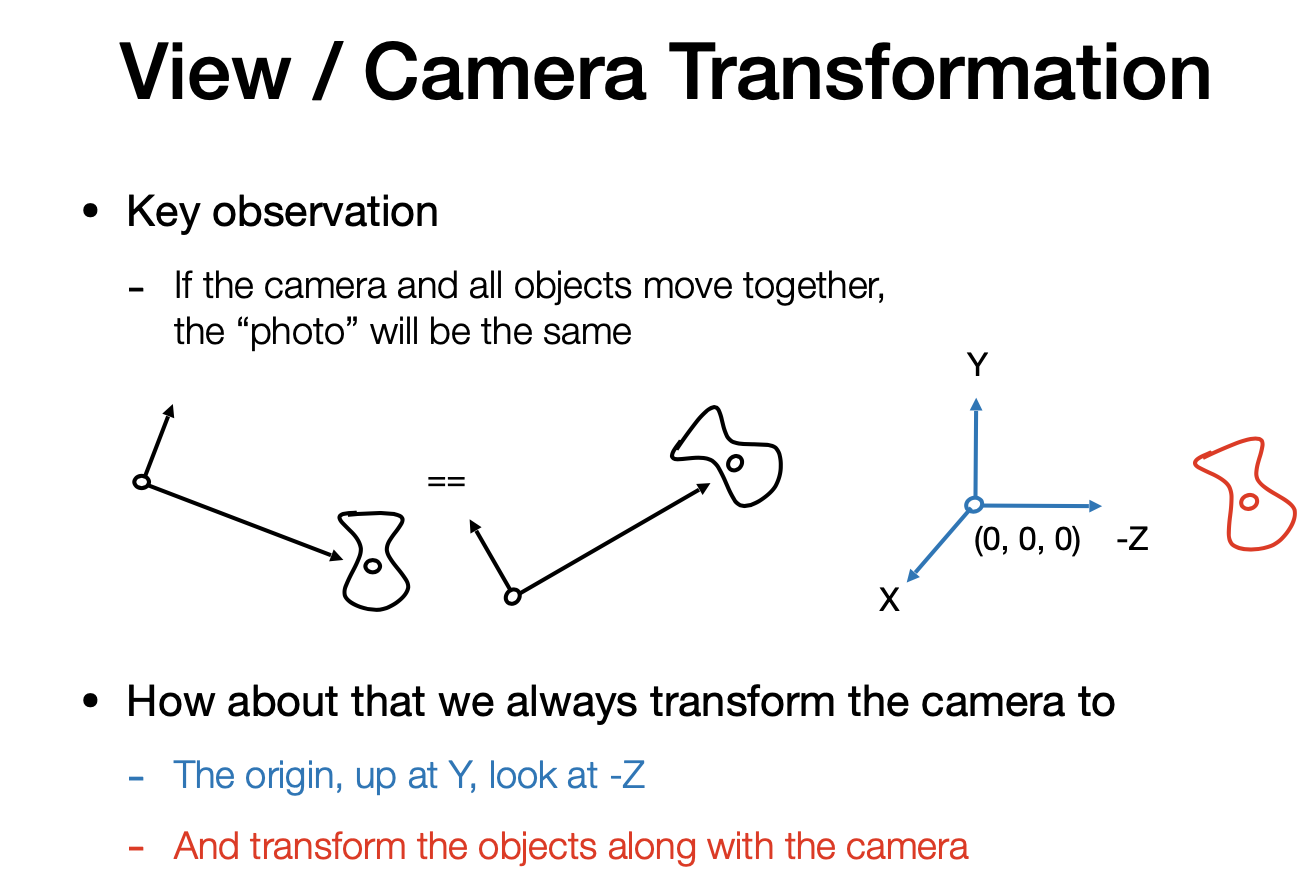 View / Camera Transformation
• Key observation
- If the camera and all objects move together,
the “photo” will be the same
==
Y
(0, 0, 0)
-Z
X
• How about that we always transform the camera to
- The origin, up at Y, look at -Z
- And transform the objects along with the camera